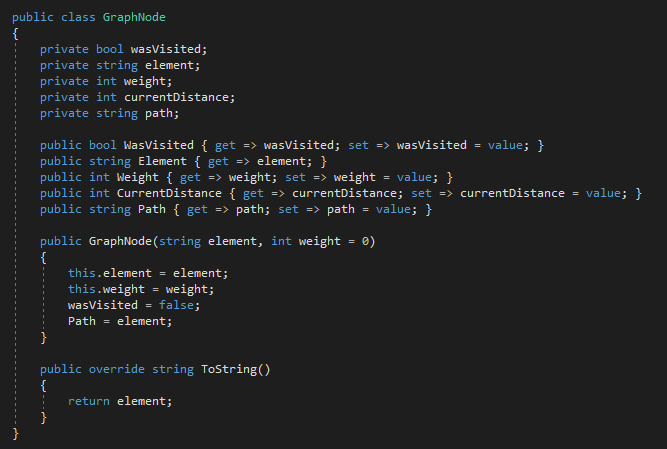 public class GraphNode
{
private bool wasVisited;
private string element;
private int weight;
private int currentDistance;
private string path;
public bool WasVisited { get => wasVisited; set => wasVisited = value; }
public string Element { get => element; }
public int Weight { get => weight; set => weight = value; }
public int CurrentDistance { get => currentDistance; set => currentDistance = value; }
public string Path { get => path; set => path = value; }
public GraphNode(string element, int weight = 0)
{
this.element = element;
this.weight = weight;
wasVisited = false;
Path = element;
}
public override string ToString()
{
return element;
}
}